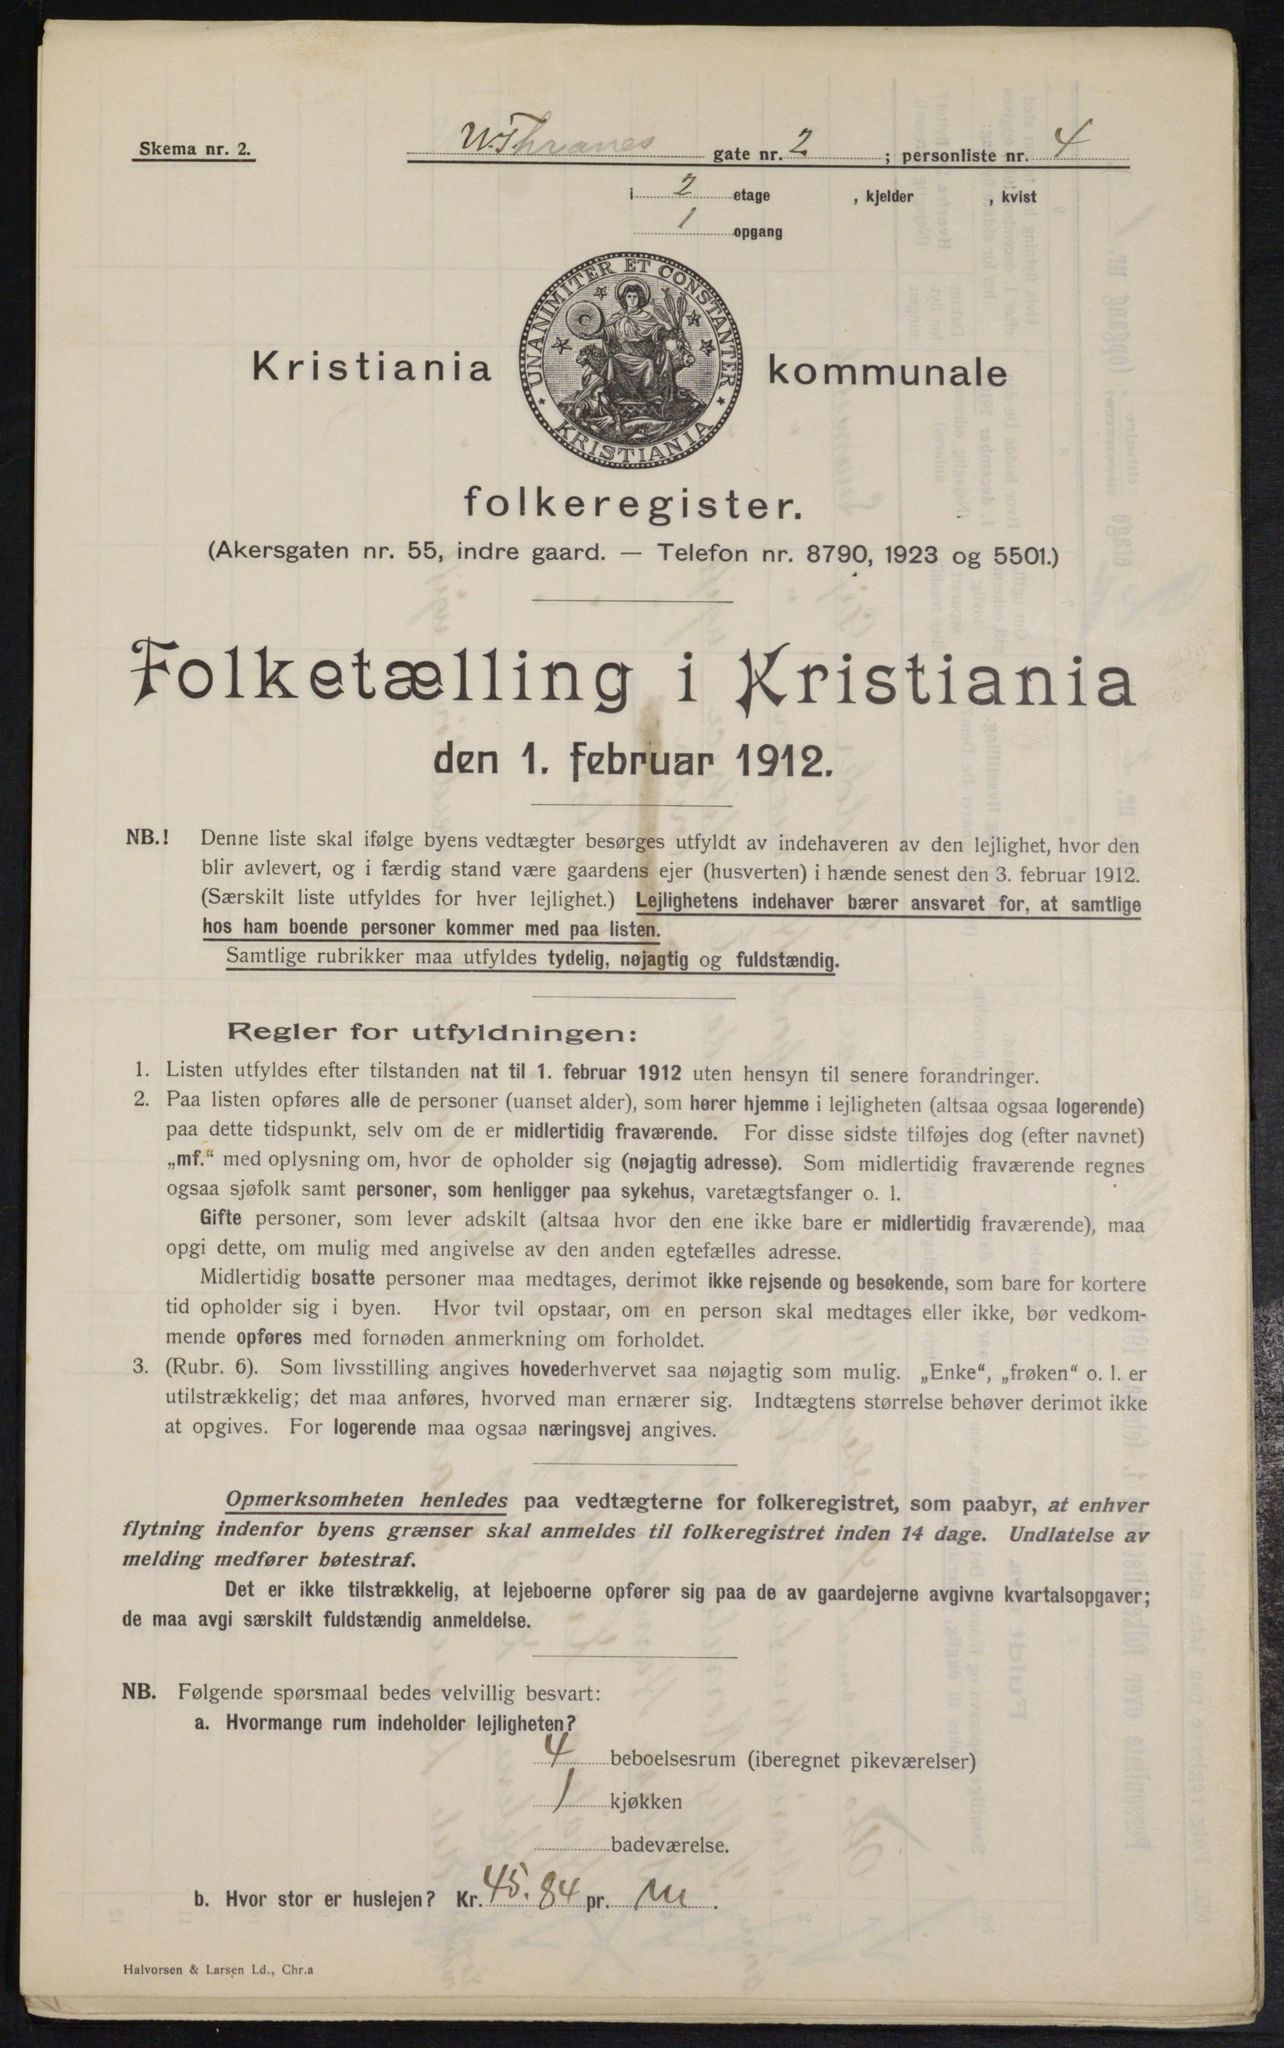 Skema nr. 2.
W. Thranes gate nr. 2 ; personliste nr. 4
i 2 etage , kjelder , kvist
1 opgang
UNANIMITER ET CONSTANTER
KRISTIANIA
Kristiania kommunale
folkeregister.
(Akersgaten nr. 55, indre gaard. — Telefon nr. 8790, 1923 og 5501.)
Folketælling i Kristiania
den 1. februar 1912.
NB.! Denne liste skal ifølge byens vedtægter besørges utfyldt av indehaveren av den lejlighet, hvor den
blir avlevert, og i færdig stand være gaardens ejer (husverten) i hænde senest den 3. februar 1912.
(Særskilt liste utfyldes for hver lejlighet.) Lejlighetens indehaver bærer ansvaret for, at samtlige
hos ham boende personer kommer med paa listen.
Samtlige rubrikker maa utfyldes tydelig, nøjagtig og fuldstændig.
Regler for utfyldningen:
1. Listen utfyldes efter tilstanden nat til 1. februar 1912 uten hensyn til senere forandringer.
2. Paa listen opføres alle de personer (uanset alder), som hører hjemme i lejligheten (altsaa ogsaa logerende)
paa dette tidspunkt, selv om de er midlertidig fraværende. For disse sidste tilføjes dog (efter navnet)
„mf.“ med oplysning om, hvor de opholder sig (nøjagtig adresse). Som midlertidig fraværende regnes
ogsaa sjøfolk samt personer, som henligger paa sykehus, varetægtsfanger o. l.
Gifte personer, som lever adskilt (altsaa hvor den ene ikke bare er midlertidig fraværende), maa
opgi dette, om mulig med angivelse av den anden egtefælles adresse.
Midlertidig bosatte personer maa medtages, derimot ikke rejsende og besøkende, som bare for kortere
tid opholder sig i byen. Hvor tvil opstaar, om en person skal medtages eller ikke, bør vedkom-
mende opføres med fornøden anmerkning om forholdet.
3. (Rubr. 6). Som livsstilling angives hovederhvervet saa nøjagtig som mulig. „Enke“, „frøken“ o. l. er
utilstrækkelig; det maa anføres, hvorved man ernærer sig. Indtægtens størrelse behøver derimot ikke
at opgives. For logerende maa ogsaa næringsvej angives.
Opmerksomheten henledes paa vedtægterne for folkeregistret, som paabyr, at enhver
flytning indenfor byens grænser skal anmeldes til folkeregistret inden 14 dage. Undlatelse av
melding medfører bøtestraf.
Det er ikke tilstrækkelig, at lejeboerne opfører sig paa de av gaardejerne avgivne kvartalsopgaver;
de maa avgi særskilt fuldstændig anmeldelse.
NB. Følgende spørsmaal bedes velvillig besvart:
a. Hvormange rum indeholder lejligheten?
4 beboelsesrum (iberegnet pikeværelser)
1 kjøkken
badeværelse.
b. Hvor stor er huslejen? Kr. 45.84 pr. M.
Halvorsen & Larsen Ld., Chr.a